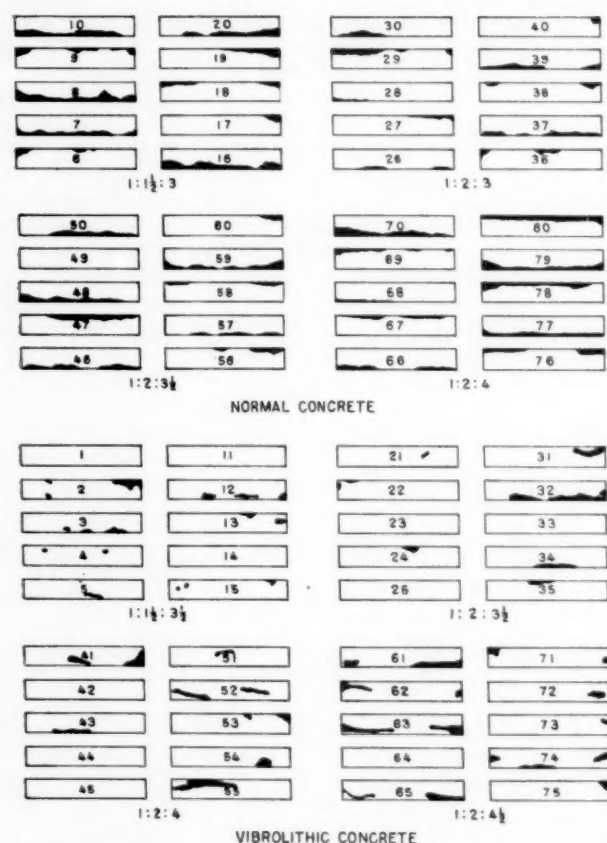 10 20 30 40
9 19 29 39
8 18 28 38
7 17 27 37
6 16 26 36
1:1½:3 1:2:3
50 60 70 80
49 59 69 79
48 58 68 78
47 57 67 77
46 56 66 76
1:2:3½ 1:2:4
NORMAL CONCRETE
1 11 21 31
2 12 22 32
3 13 23 33
4 14 24 34
5 15 25 35
1:1½:3½ 1:2:3½
41 51 61 71
42 52 62 72
43 53 63 73
44 54 64 74
45 55 65 75
1:2:4 1:2:4½
VIBROLITHIC CONCRETE